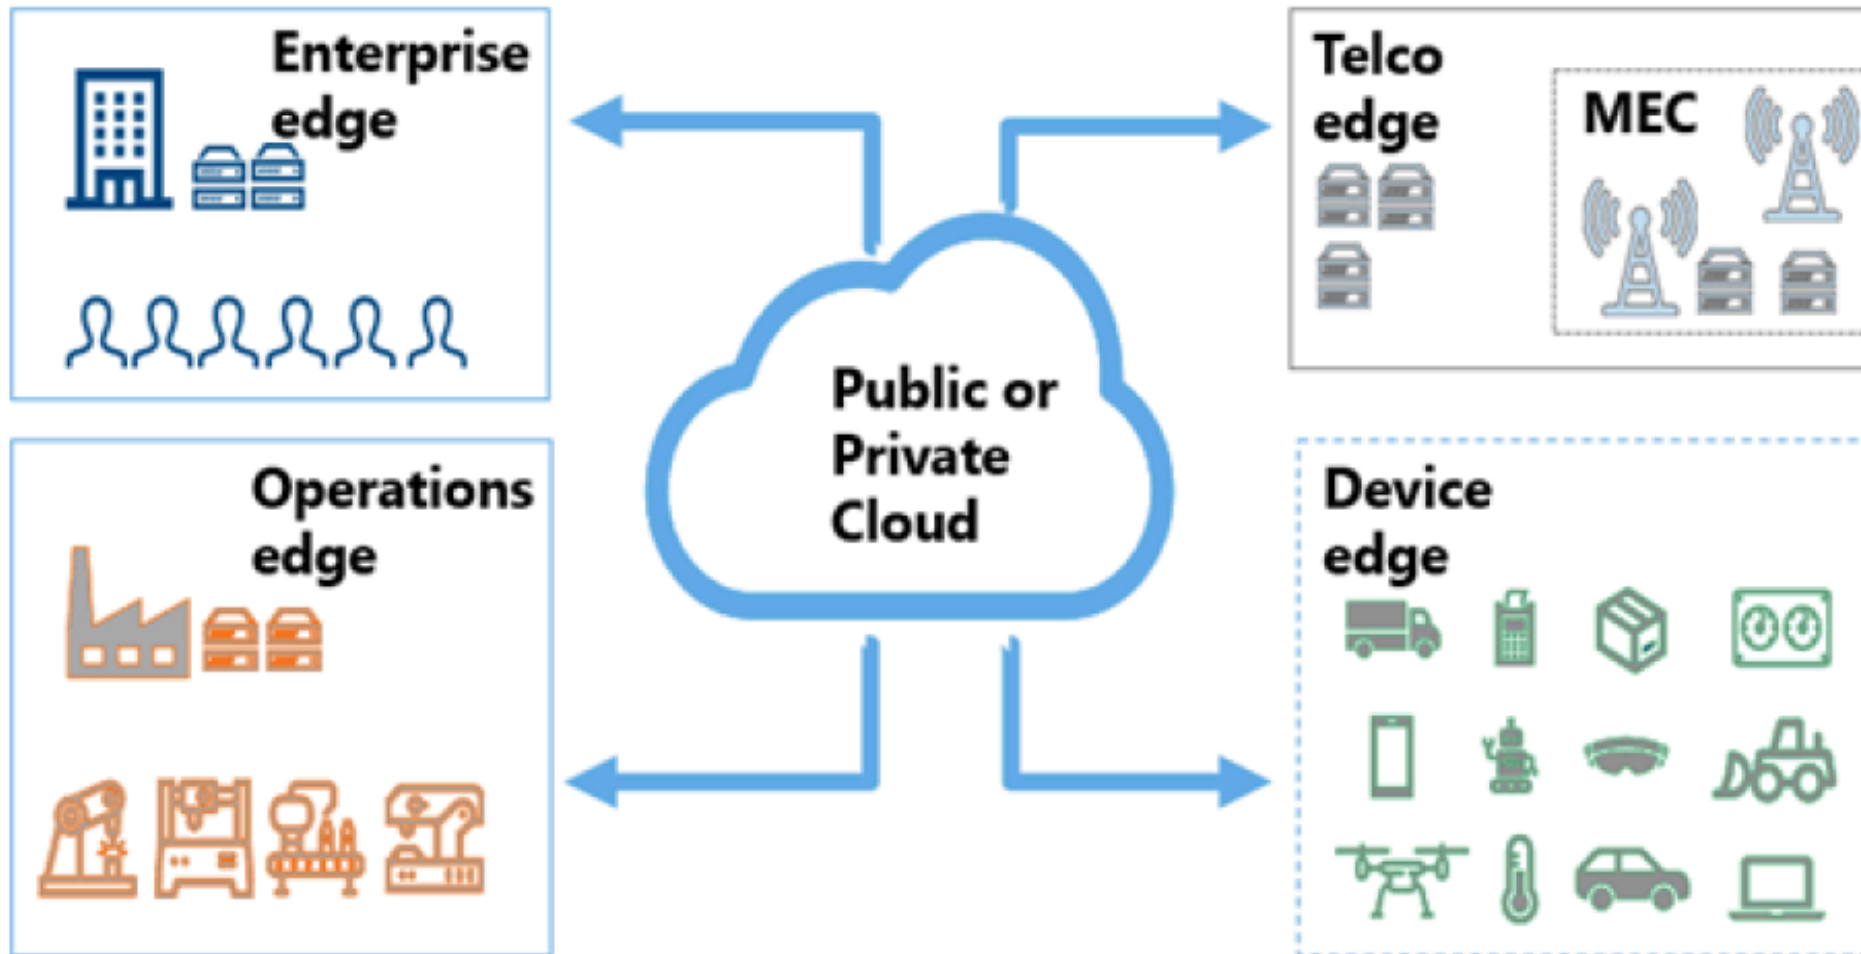 Enterprise
edge
Telco
edge
MEC
Public or
Private
Cloud
Operations
edge
Device
edge